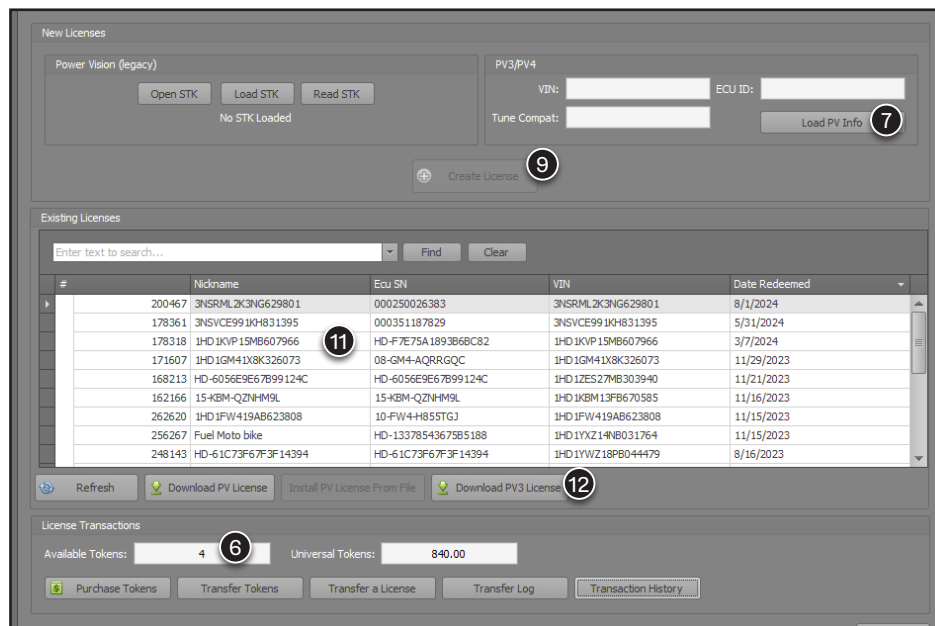 New Licenses
Power Vision (legacy)
Open STK Load STK Read STK
No STK Loaded
PV3/PV4
VIN: ECU ID:
Tune Compat: Load PV Info 7
Create License 9
Existing Licenses
Enter text to search... Find Clear
# Nickname Ecu SN VIN Date Redeemed
200467 3NSRML2K3NG629801 000250026383 3NSRML2K3NG629801 8/1/2024
178361 3NSVCE991KH831395 000351187829 3NSVCE991KH831395 5/31/2024
178318 1HD1KVP15MB607966 HD-F7E75A1893B6BC82 1HD1KVP15MB607966 3/7/2024
11
171607 1HD1GM41X8K326073 08-GM4-AQRRGQC 1HD1GM41X8K326073 11/29/2023
168213 HD-6056E9E67B99124C HD-6056E9E67B99124C 1HD1ZES27MB303940 11/21/2023
162166 15-KBM-QZNHM9L 15-KBM-QZNHM9L 1HD1KBM13FB670585 11/16/2023
262620 1HD1FW419AB623808 10-FW4-H855TGJ 1HD1FW419AB623808 11/15/2023
256267 Fuel Moto bike HD-13378543675B5188 1HD1YXZ14NB031764 11/15/2023
248143 HD-61C73F67F3F14394 HD-61C73F67F3F14394 1HD1YWZ18PB044479 8/16/2023
Refresh Download PV License Install PV License From File Download PV3 License 12
License Transactions
Available Tokens: 4 6 Universal Tokens: 840.00
Purchase Tokens Transfer Tokens Transfer a License Transfer Log Transaction History